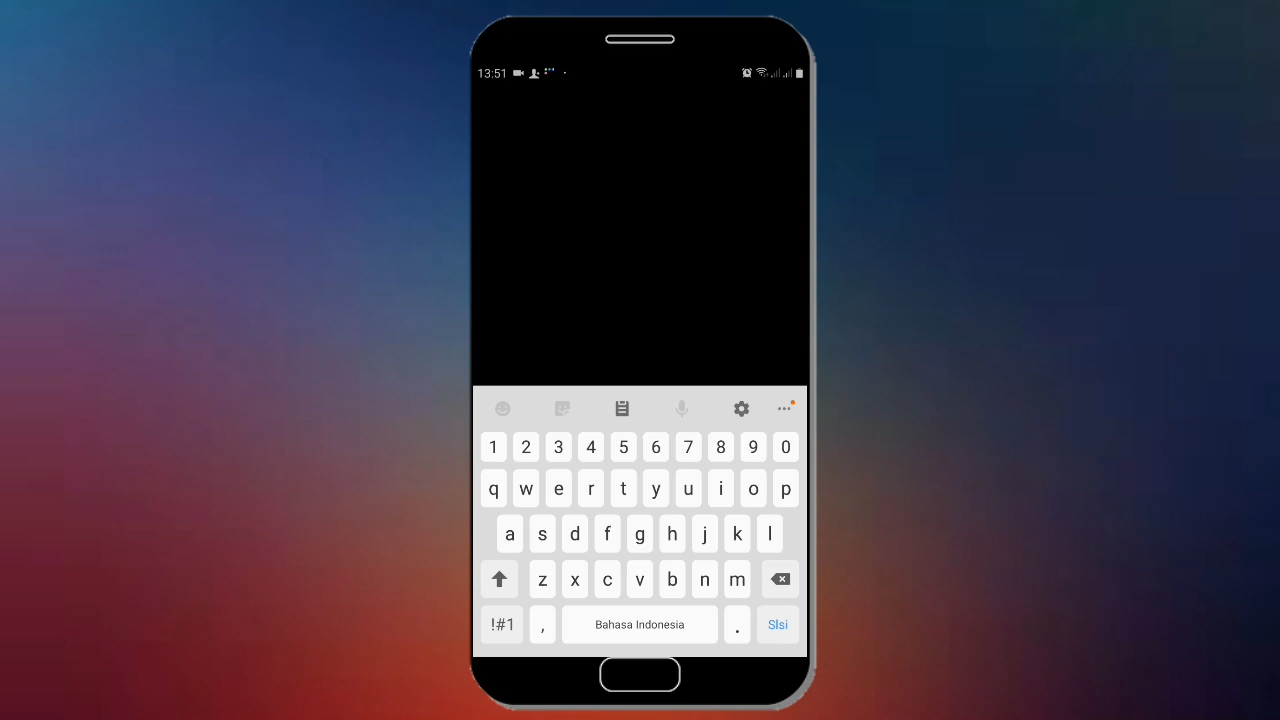 13:51
1 2 3 4 5 6 7 8 9 0
q w e r t y u i o p
a s d f g h j k l
z x c v b n m
!#1 , Bahasa Indonesia . Slsi